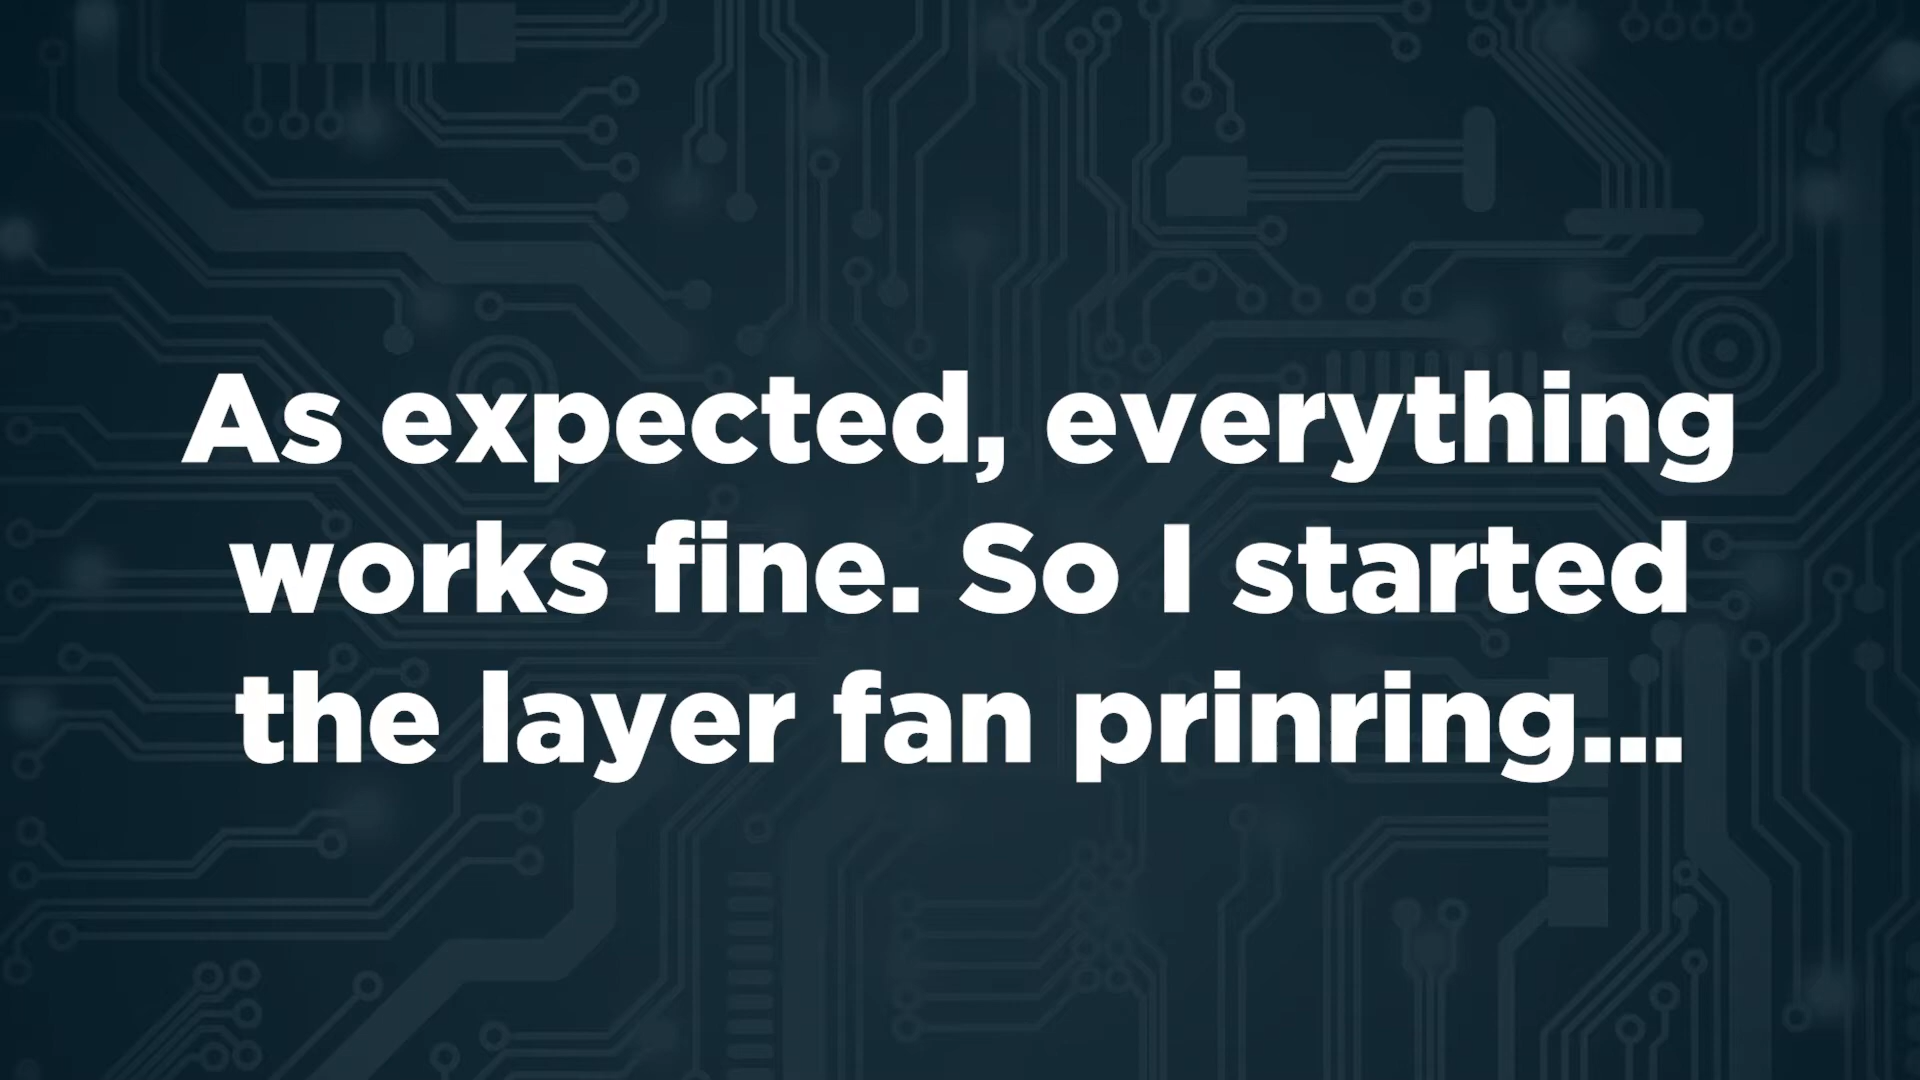 As expected, everything
works fine. So I started
the layer fan prinring...